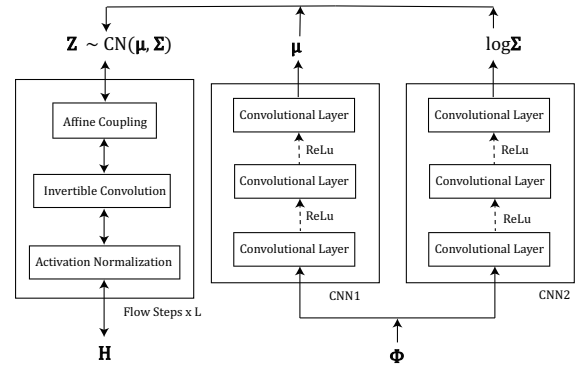 Z ~ CN(μ, Σ)
μ
logΣ
Affine Coupling
Invertible Convolution
Activation Normalization
Flow Steps x L
H
Convolutional Layer
ReLu
Convolutional Layer
ReLu
Convolutional Layer
CNN1
Convolutional Layer
ReLu
Convolutional Layer
ReLu
Convolutional Layer
CNN2
Φ